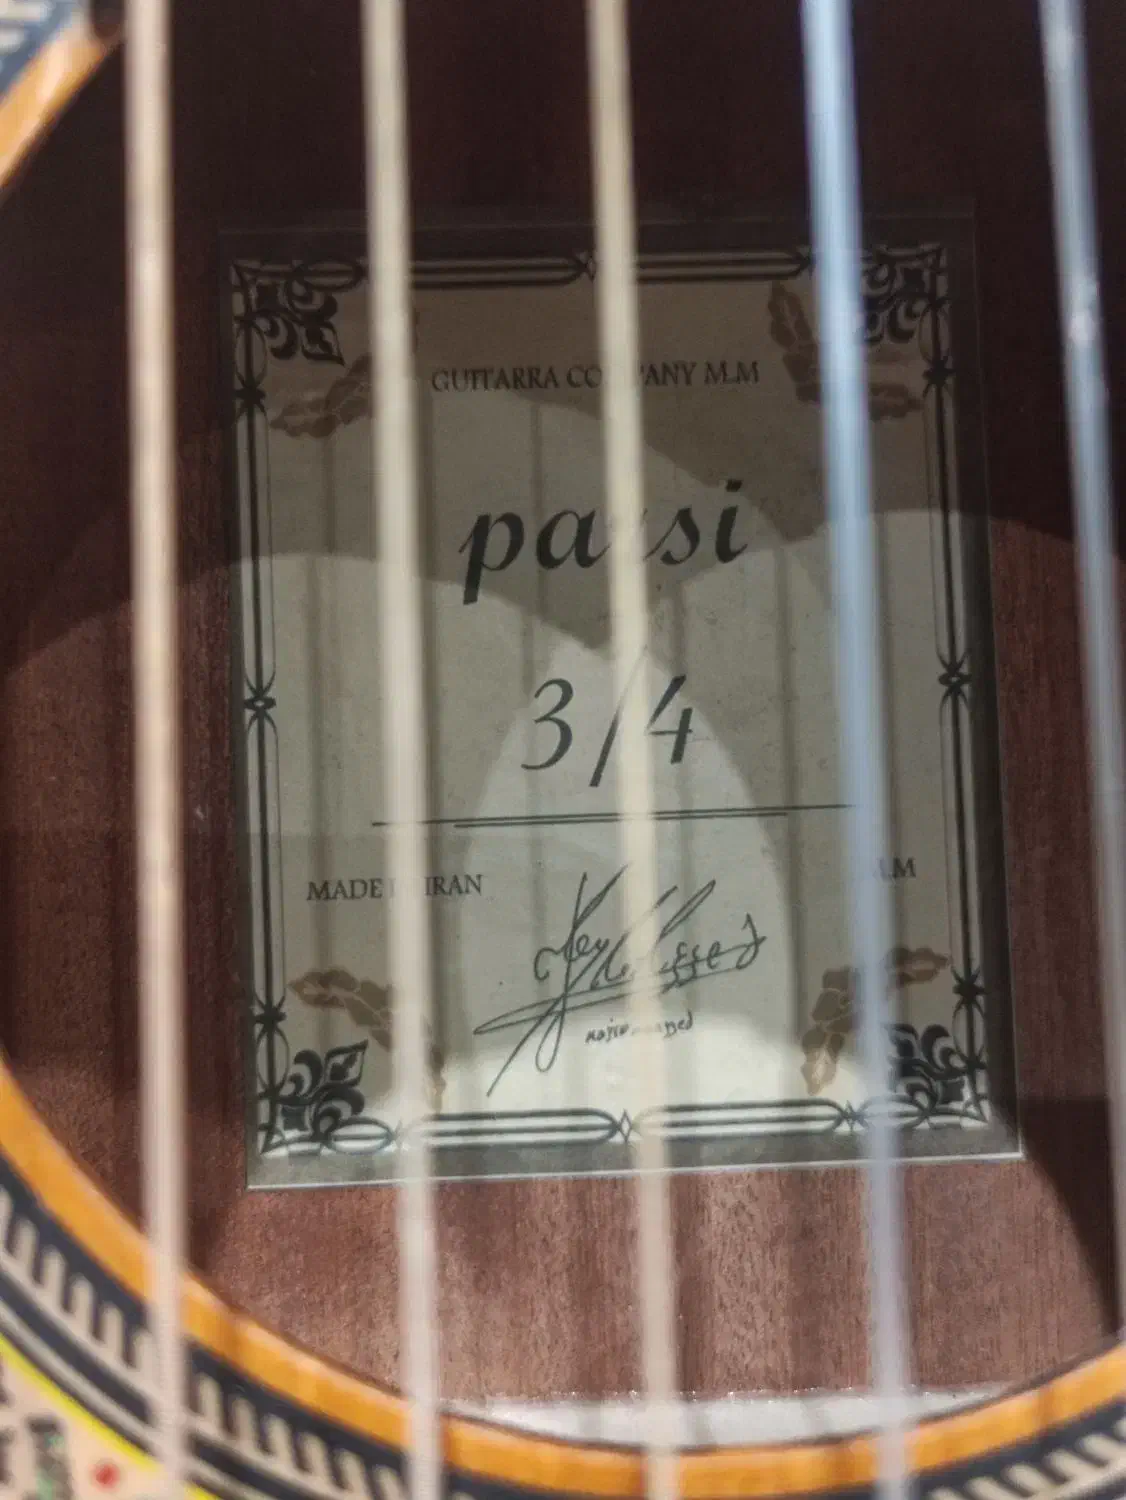 GUITARRA COMPANY M.M
parsi
3/4
MADE IN IRAN
M.M